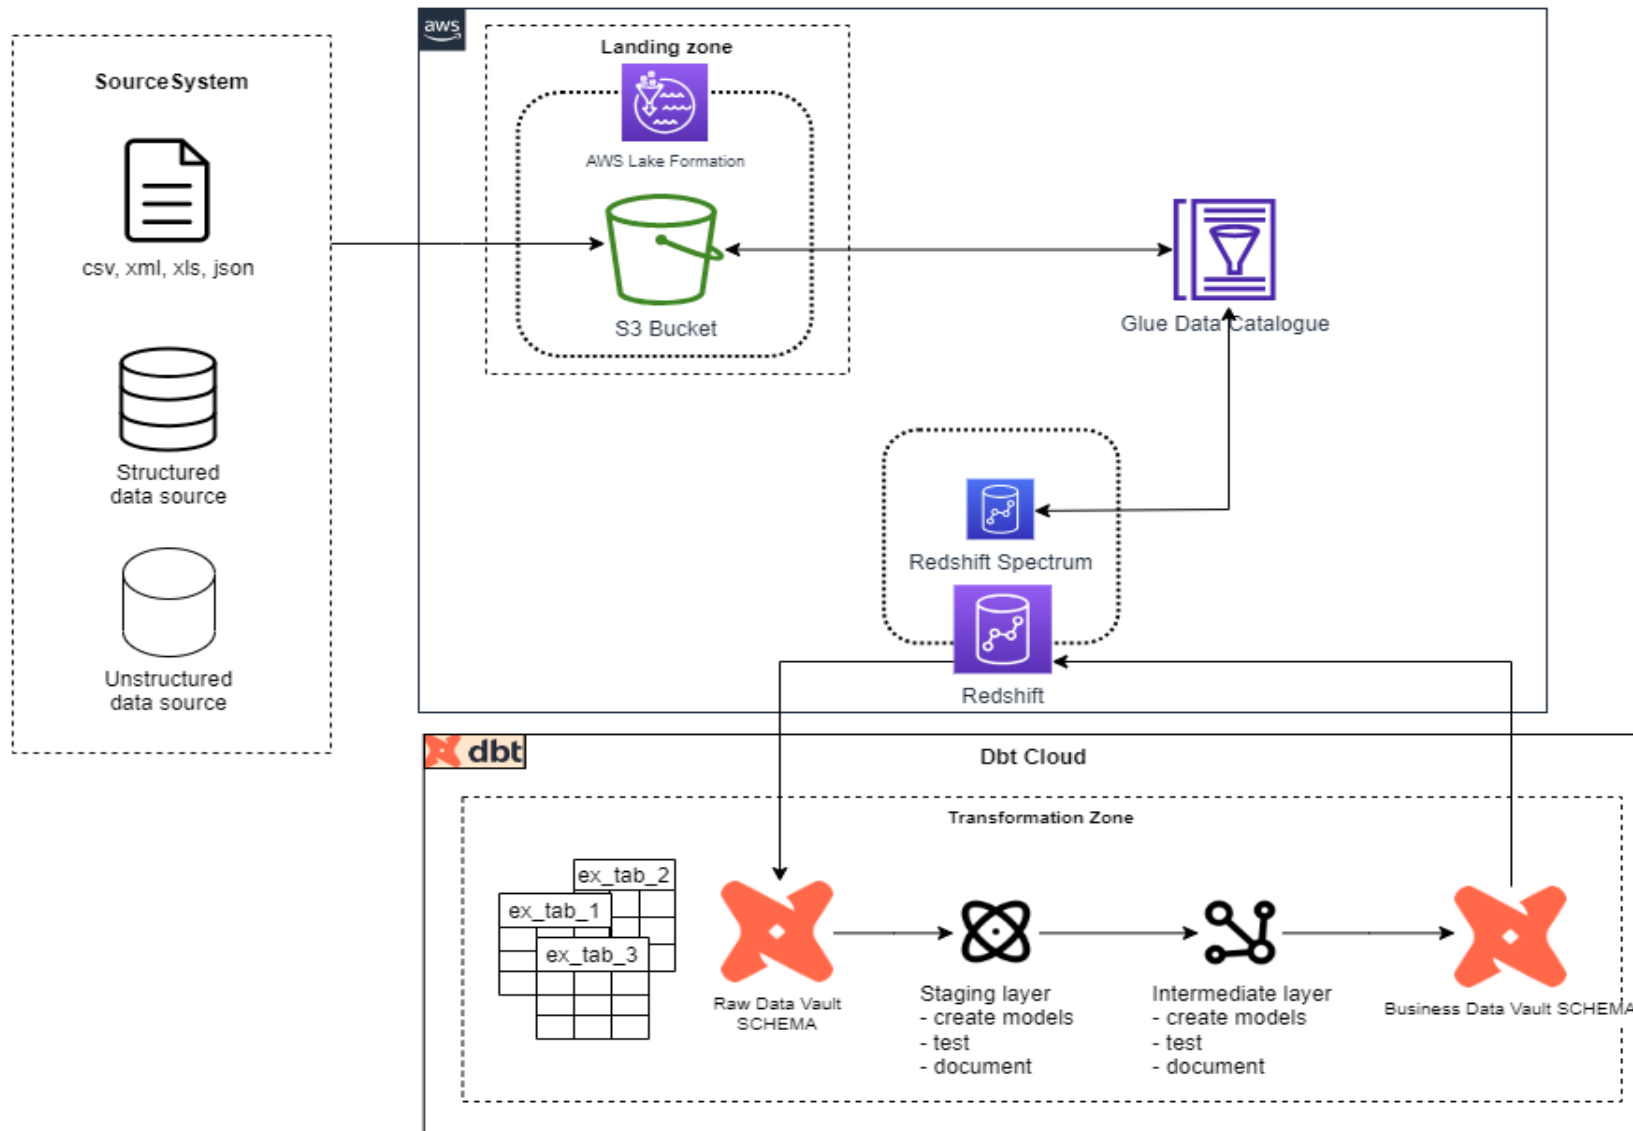 SourceSystem
csv, xml, xls, json
Structured
data source
Unstructured
data source
aws
Landing zone
AWS Lake Formation
S3 Bucket
Glue Data Catalogue
Redshift Spectrum
Redshift
dbt
Dbt Cloud
Transformation Zone
ex_tab_2
ex_tab_1
ex_tab_3
Raw Data Vault
SCHEMA
Staging layer
- create models
- test
- document
Intermediate layer
- create models
- test
- document
Business Data Vault SCHEMA